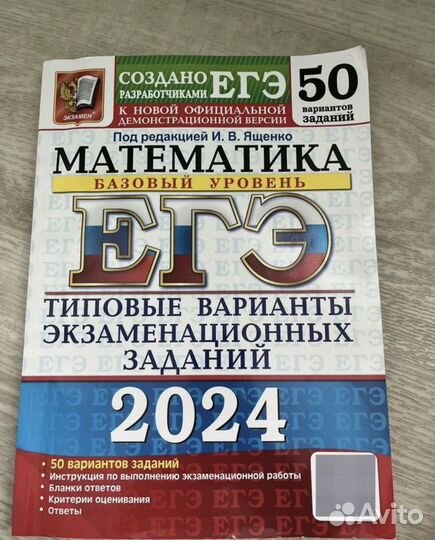 СОЗДАНО
РАЗРАБОТЧИКАМИ ЕГЭ
К НОВОЙ ОФИЦИАЛЬНОЙ
ДЕМОНСТРАЦИОННОЙ ВЕРСИИ
50
вариантов
заданий
ЭКЗАМЕН
Под редакцией И. В. Ященко
МАТЕМАТИКА
БАЗОВЫЙ УРОВЕНЬ
ЕГЭ
ТИПОВЫЕ ВАРИАНТЫ
ЭКЗАМЕНАЦИОННЫХ
ЗАДАНИЙ
2024
• 50 вариантов заданий
• Инструкция по выполнению экзаменационной работы
• Бланки ответов
• Критерии оценивания
• Ответы
Avito